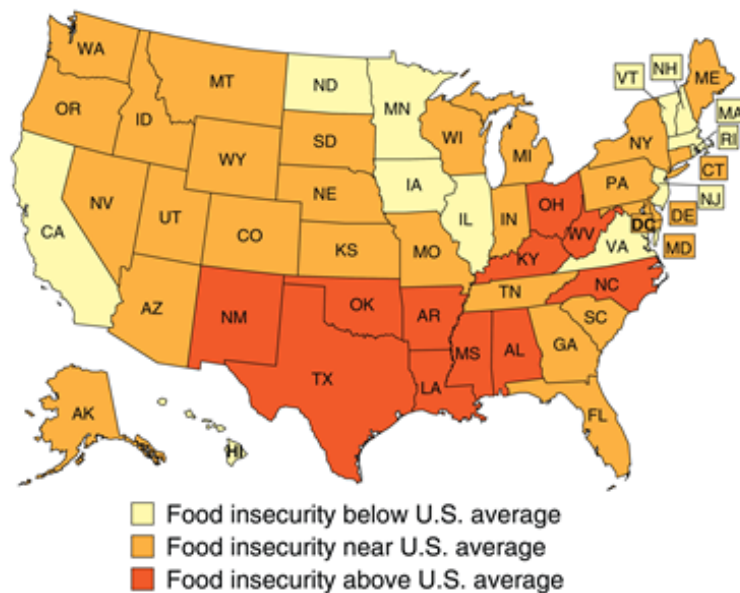 WA
MT
ND
MN
VT
NH
ME
OR
ID
SD
WI
MI
NY
MA
RI
WY
CT
NV
NE
IA
PA
NJ
CA
UT
CO
IL
IN
OH
WV
DC
DE
KS
MO
KY
VA
MD
AZ
NM
OK
AR
TN
NC
SC
TX
LA
MS
AL
GA
FL
AK
HI
Food insecurity below U.S. average
Food insecurity near U.S. average
Food insecurity above U.S. average